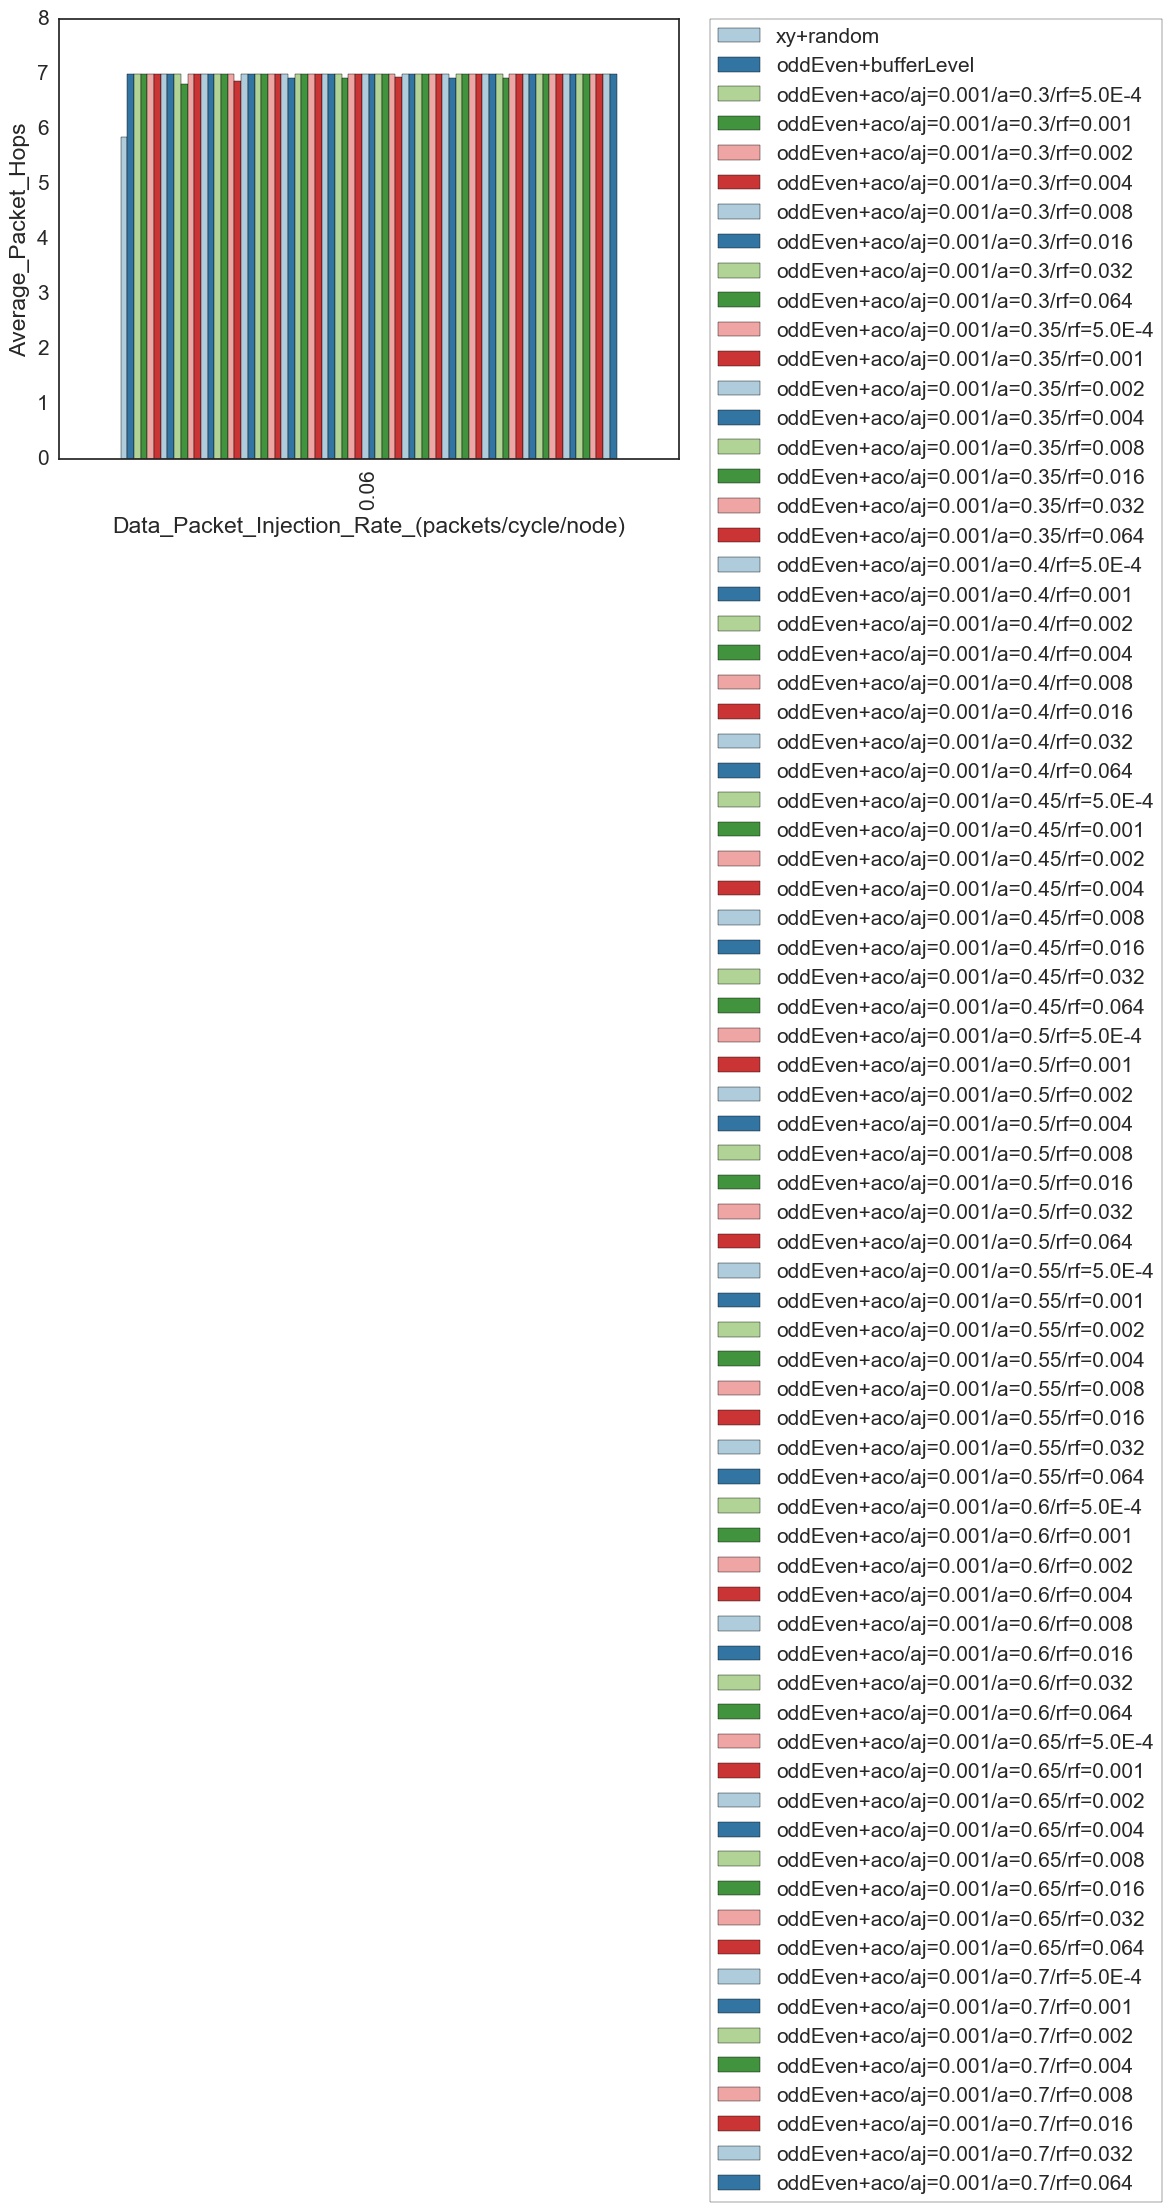 8
7
6
5
4
3
2
1
0
Average_Packet_Hops
0.06
Data_Packet_Injection_Rate_(packets/cycle/node)
xy+random
oddEven+bufferLevel
oddEven+aco/aj=0.001/a=0.3/rf=5.0E-4
oddEven+aco/aj=0.001/a=0.3/rf=0.001
oddEven+aco/aj=0.001/a=0.3/rf=0.002
oddEven+aco/aj=0.001/a=0.3/rf=0.004
oddEven+aco/aj=0.001/a=0.3/rf=0.008
oddEven+aco/aj=0.001/a=0.3/rf=0.016
oddEven+aco/aj=0.001/a=0.3/rf=0.032
oddEven+aco/aj=0.001/a=0.3/rf=0.064
oddEven+aco/aj=0.001/a=0.35/rf=5.0E-4
oddEven+aco/aj=0.001/a=0.35/rf=0.001
oddEven+aco/aj=0.001/a=0.35/rf=0.002
oddEven+aco/aj=0.001/a=0.35/rf=0.004
oddEven+aco/aj=0.001/a=0.35/rf=0.008
oddEven+aco/aj=0.001/a=0.35/rf=0.016
oddEven+aco/aj=0.001/a=0.35/rf=0.032
oddEven+aco/aj=0.001/a=0.35/rf=0.064
oddEven+aco/aj=0.001/a=0.4/rf=5.0E-4
oddEven+aco/aj=0.001/a=0.4/rf=0.001
oddEven+aco/aj=0.001/a=0.4/rf=0.002
oddEven+aco/aj=0.001/a=0.4/rf=0.004
oddEven+aco/aj=0.001/a=0.4/rf=0.008
oddEven+aco/aj=0.001/a=0.4/rf=0.016
oddEven+aco/aj=0.001/a=0.4/rf=0.032
oddEven+aco/aj=0.001/a=0.4/rf=0.064
oddEven+aco/aj=0.001/a=0.45/rf=5.0E-4
oddEven+aco/aj=0.001/a=0.45/rf=0.001
oddEven+aco/aj=0.001/a=0.45/rf=0.002
oddEven+aco/aj=0.001/a=0.45/rf=0.004
oddEven+aco/aj=0.001/a=0.45/rf=0.008
oddEven+aco/aj=0.001/a=0.45/rf=0.016
oddEven+aco/aj=0.001/a=0.45/rf=0.032
oddEven+aco/aj=0.001/a=0.45/rf=0.064
oddEven+aco/aj=0.001/a=0.5/rf=5.0E-4
oddEven+aco/aj=0.001/a=0.5/rf=0.001
oddEven+aco/aj=0.001/a=0.5/rf=0.002
oddEven+aco/aj=0.001/a=0.5/rf=0.004
oddEven+aco/aj=0.001/a=0.5/rf=0.008
oddEven+aco/aj=0.001/a=0.5/rf=0.016
oddEven+aco/aj=0.001/a=0.5/rf=0.032
oddEven+aco/aj=0.001/a=0.5/rf=0.064
oddEven+aco/aj=0.001/a=0.55/rf=5.0E-4
oddEven+aco/aj=0.001/a=0.55/rf=0.001
oddEven+aco/aj=0.001/a=0.55/rf=0.002
oddEven+aco/aj=0.001/a=0.55/rf=0.004
oddEven+aco/aj=0.001/a=0.55/rf=0.008
oddEven+aco/aj=0.001/a=0.55/rf=0.016
oddEven+aco/aj=0.001/a=0.55/rf=0.032
oddEven+aco/aj=0.001/a=0.55/rf=0.064
oddEven+aco/aj=0.001/a=0.6/rf=5.0E-4
oddEven+aco/aj=0.001/a=0.6/rf=0.001
oddEven+aco/aj=0.001/a=0.6/rf=0.002
oddEven+aco/aj=0.001/a=0.6/rf=0.004
oddEven+aco/aj=0.001/a=0.6/rf=0.008
oddEven+aco/aj=0.001/a=0.6/rf=0.016
oddEven+aco/aj=0.001/a=0.6/rf=0.032
oddEven+aco/aj=0.001/a=0.6/rf=0.064
oddEven+aco/aj=0.001/a=0.65/rf=5.0E-4
oddEven+aco/aj=0.001/a=0.65/rf=0.001
oddEven+aco/aj=0.001/a=0.65/rf=0.002
oddEven+aco/aj=0.001/a=0.65/rf=0.004
oddEven+aco/aj=0.001/a=0.65/rf=0.008
oddEven+aco/aj=0.001/a=0.65/rf=0.016
oddEven+aco/aj=0.001/a=0.65/rf=0.032
oddEven+aco/aj=0.001/a=0.65/rf=0.064
oddEven+aco/aj=0.001/a=0.7/rf=5.0E-4
oddEven+aco/aj=0.001/a=0.7/rf=0.001
oddEven+aco/aj=0.001/a=0.7/rf=0.002
oddEven+aco/aj=0.001/a=0.7/rf=0.004
oddEven+aco/aj=0.001/a=0.7/rf=0.008
oddEven+aco/aj=0.001/a=0.7/rf=0.016
oddEven+aco/aj=0.001/a=0.7/rf=0.032
oddEven+aco/aj=0.001/a=0.7/rf=0.064